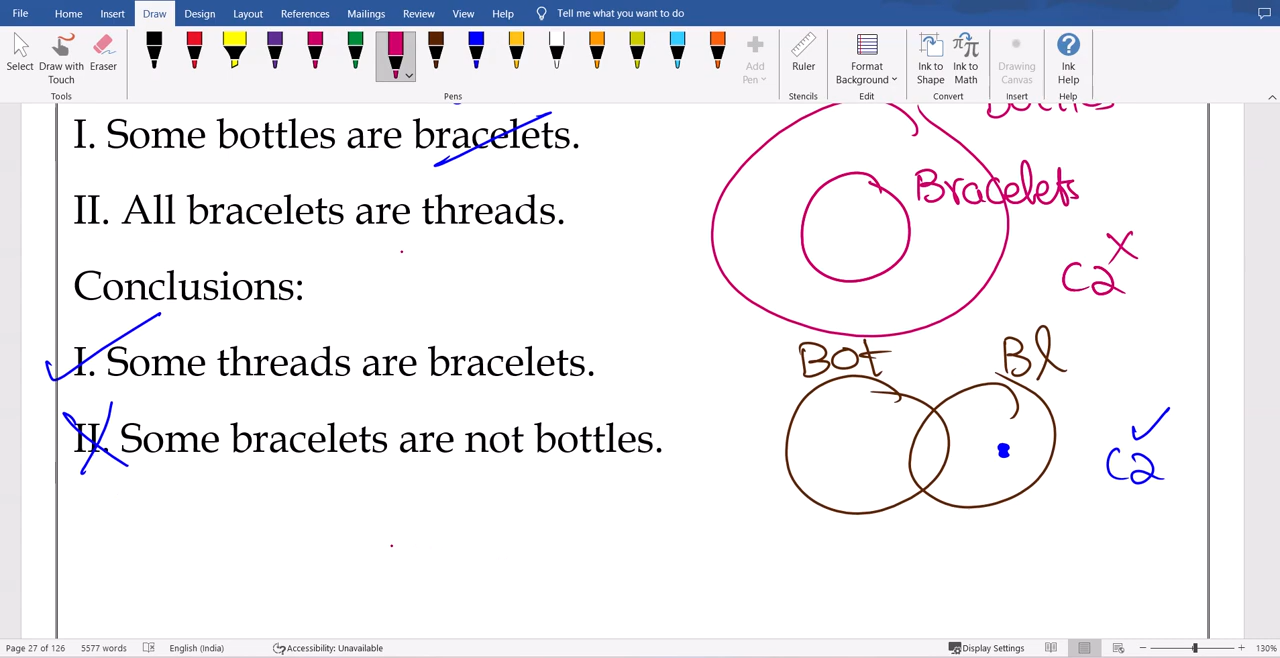 File Home Insert Draw Design Layout References Mailings Review View Help Tell me what you want to do
Select Draw with Touch Eraser Add Pen Ruler Format Background Ink to Shape Ink to Math Drawing Canvas Ink Help
Tools Pens Stencils Edit Convert Insert Help
Bottles
I. Some bottles are bracelets.
Bracelets
II. All bracelets are threads.
C2
Conclusions:
Bot Bl
I. Some threads are bracelets.
II. Some bracelets are not bottles.
C2
Page 27 of 126 5577 words English (India) Accessibility: Unavailable Display Settings 130%